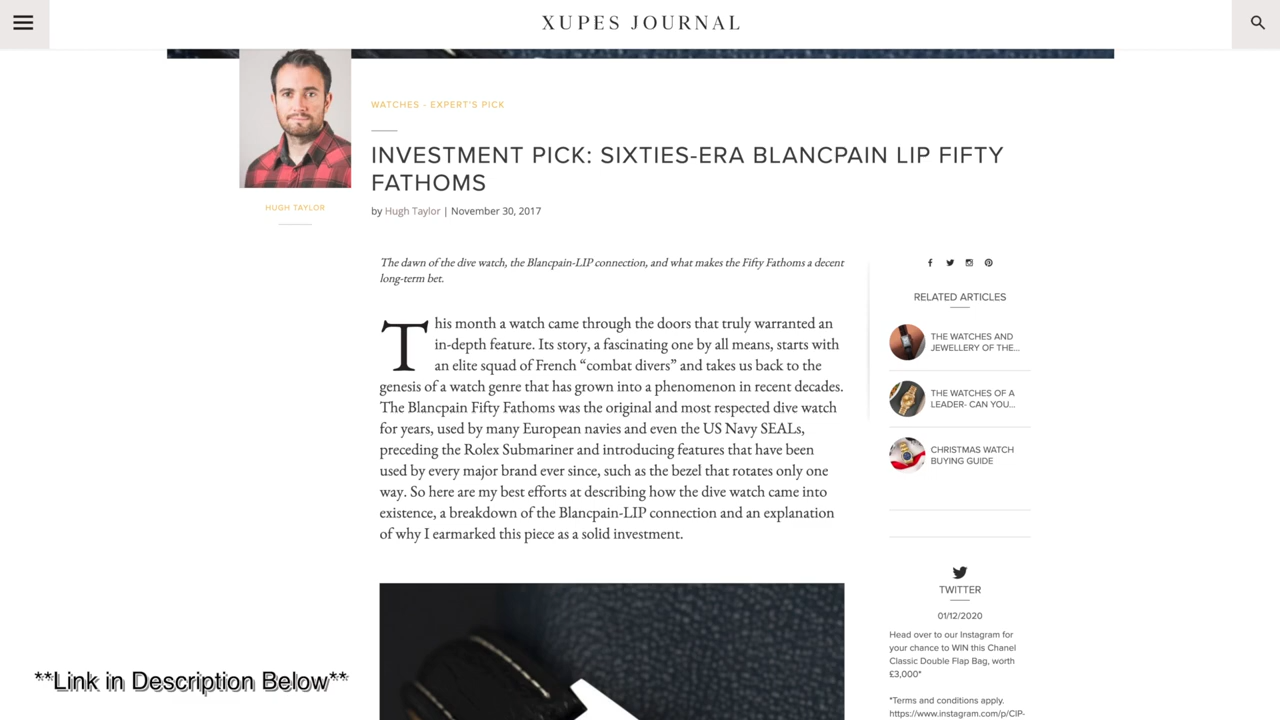 XUPES JOURNAL
WATCHES - EXPERT'S PICK
INVESTMENT PICK: SIXTIES-ERA BLANCPAIN LIP FIFTY
FATHOMS
HUGH TAYLOR
by Hugh Taylor | November 30, 2017
The dawn of the dive watch, the Blancpain-LIP connection, and what makes the Fifty Fathoms a decent
long-term bet.
This month a watch came through the doors that truly warranted an
in-depth feature. Its story, a fascinating one by all means, starts with
an elite squad of French “combat divers” and takes us back to the
genesis of a watch genre that has grown into a phenomenon in recent decades.
The Blancpain Fifty Fathoms was the original and most respected dive watch
for years, used by many European navies and even the US Navy SEALs,
preceding the Rolex Submariner and introducing features that have been
used by every major brand ever since, such as the bezel that rotates only one
way. So here are my best efforts at describing how the dive watch came into
existence, a breakdown of the Blancpain-LIP connection and an explanation
of why I earmarked this piece as a solid investment.
RELATED ARTICLES
THE WATCHES AND
JEWELLERY OF THE...
THE WATCHES OF A
LEADER- CAN YOU...
CHRISTMAS WATCH
BUYING GUIDE
TWITTER
01/12/2020
Head over to our Instagram for
your chance to WIN this Chanel
Classic Double Flap Bag, worth
£3,000*
*Terms and conditions apply.
https://www.instagram.com/p/CIP-
**Link in Description Below**